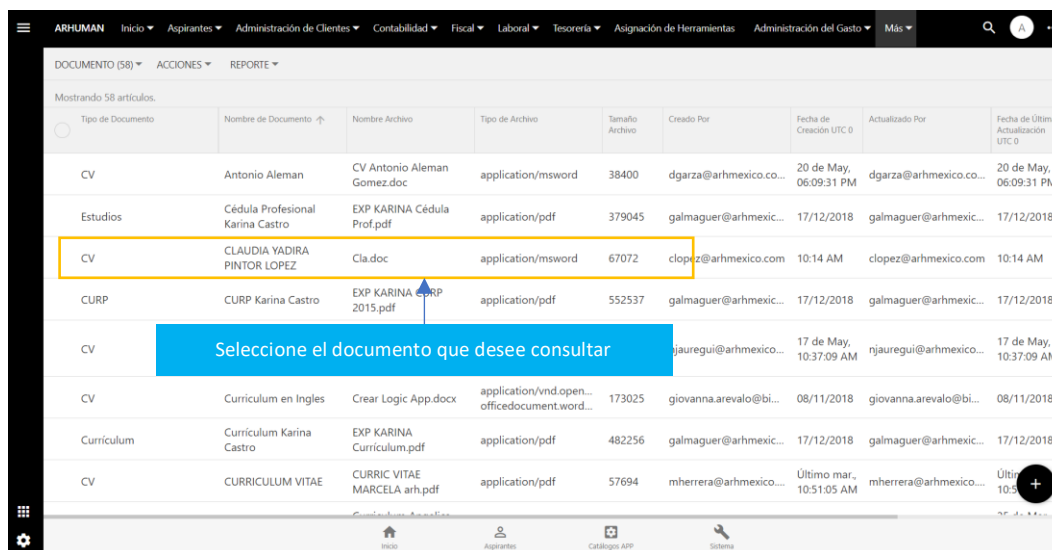 ARHUMAN Inicio Aspirantes Administración de Clientes Contabilidad Fiscal Laboral Tesorería Asignación de Herramientas Administración del Gasto Más A
DOCUMENTO (58) ACCIONES REPORTE
Mostrando 58 artículos.
Tipo de Documento Nombre de Documento Nombre Archivo Tipo de Archivo Tamaño Creado Por Fecha de Actualizado Por Fecha de Últim
Archivo Creación UTC 0 Actualización
UTC 0
CV Antonio Aleman CV Antonio Aleman application/msword 38400 dgarza@arhmexico.co... 20 de May, dgarza@arhmexico.co... 20 de May,
Gomez.doc 06:09:31 PM 06:09:31 PM
Estudios Cédula Profesional EXP KARINA Cédula application/pdf 379045 galmaguer@arhmexic... 17/12/2018 galmaguer@arhmexic... 17/12/2018
Karina Castro Prof.pdf
CV CLAUDIA YADIRA Cla.doc application/msword 67072 clopez@arhmexico.com 10:14 AM clopez@arhmexico.com 10:14 AM
PINTOR LOPEZ
CURP CURP Karina Castro EXP KARINA CURP application/pdf 552537 galmaguer@arhmexic... 17/12/2018 galmaguer@arhmexic... 17/12/2018
2015.pdf
Seleccione el documento que desee consultar
CV njauregui@arhmexico... 17 de May, njauregui@arhmexico... 17 de May,
10:37:09 AM 10:37:09 AM
CV Curriculum en Ingles Crear Logic App.docx application/vnd.open... 173025 giovanna.arevalo@bi... 08/11/2018 giovanna.arevalo@bi... 08/11/2018
officedocument.word...
Currículum Currículum Karina EXP KARINA application/pdf 482256 galmaguer@arhmexic... 17/12/2018 galmaguer@arhmexic... 17/12/2018
Castro Currículum.pdf
CV CURRICULUM VITAE CURRIC VITAE application/pdf 57694 mherrera@arhmexico.... Último mar., mherrera@arhmexico....
MARCELA arh.pdf 10:51:05 AM
Inicio Aspirantes Catálogos APP Sistema